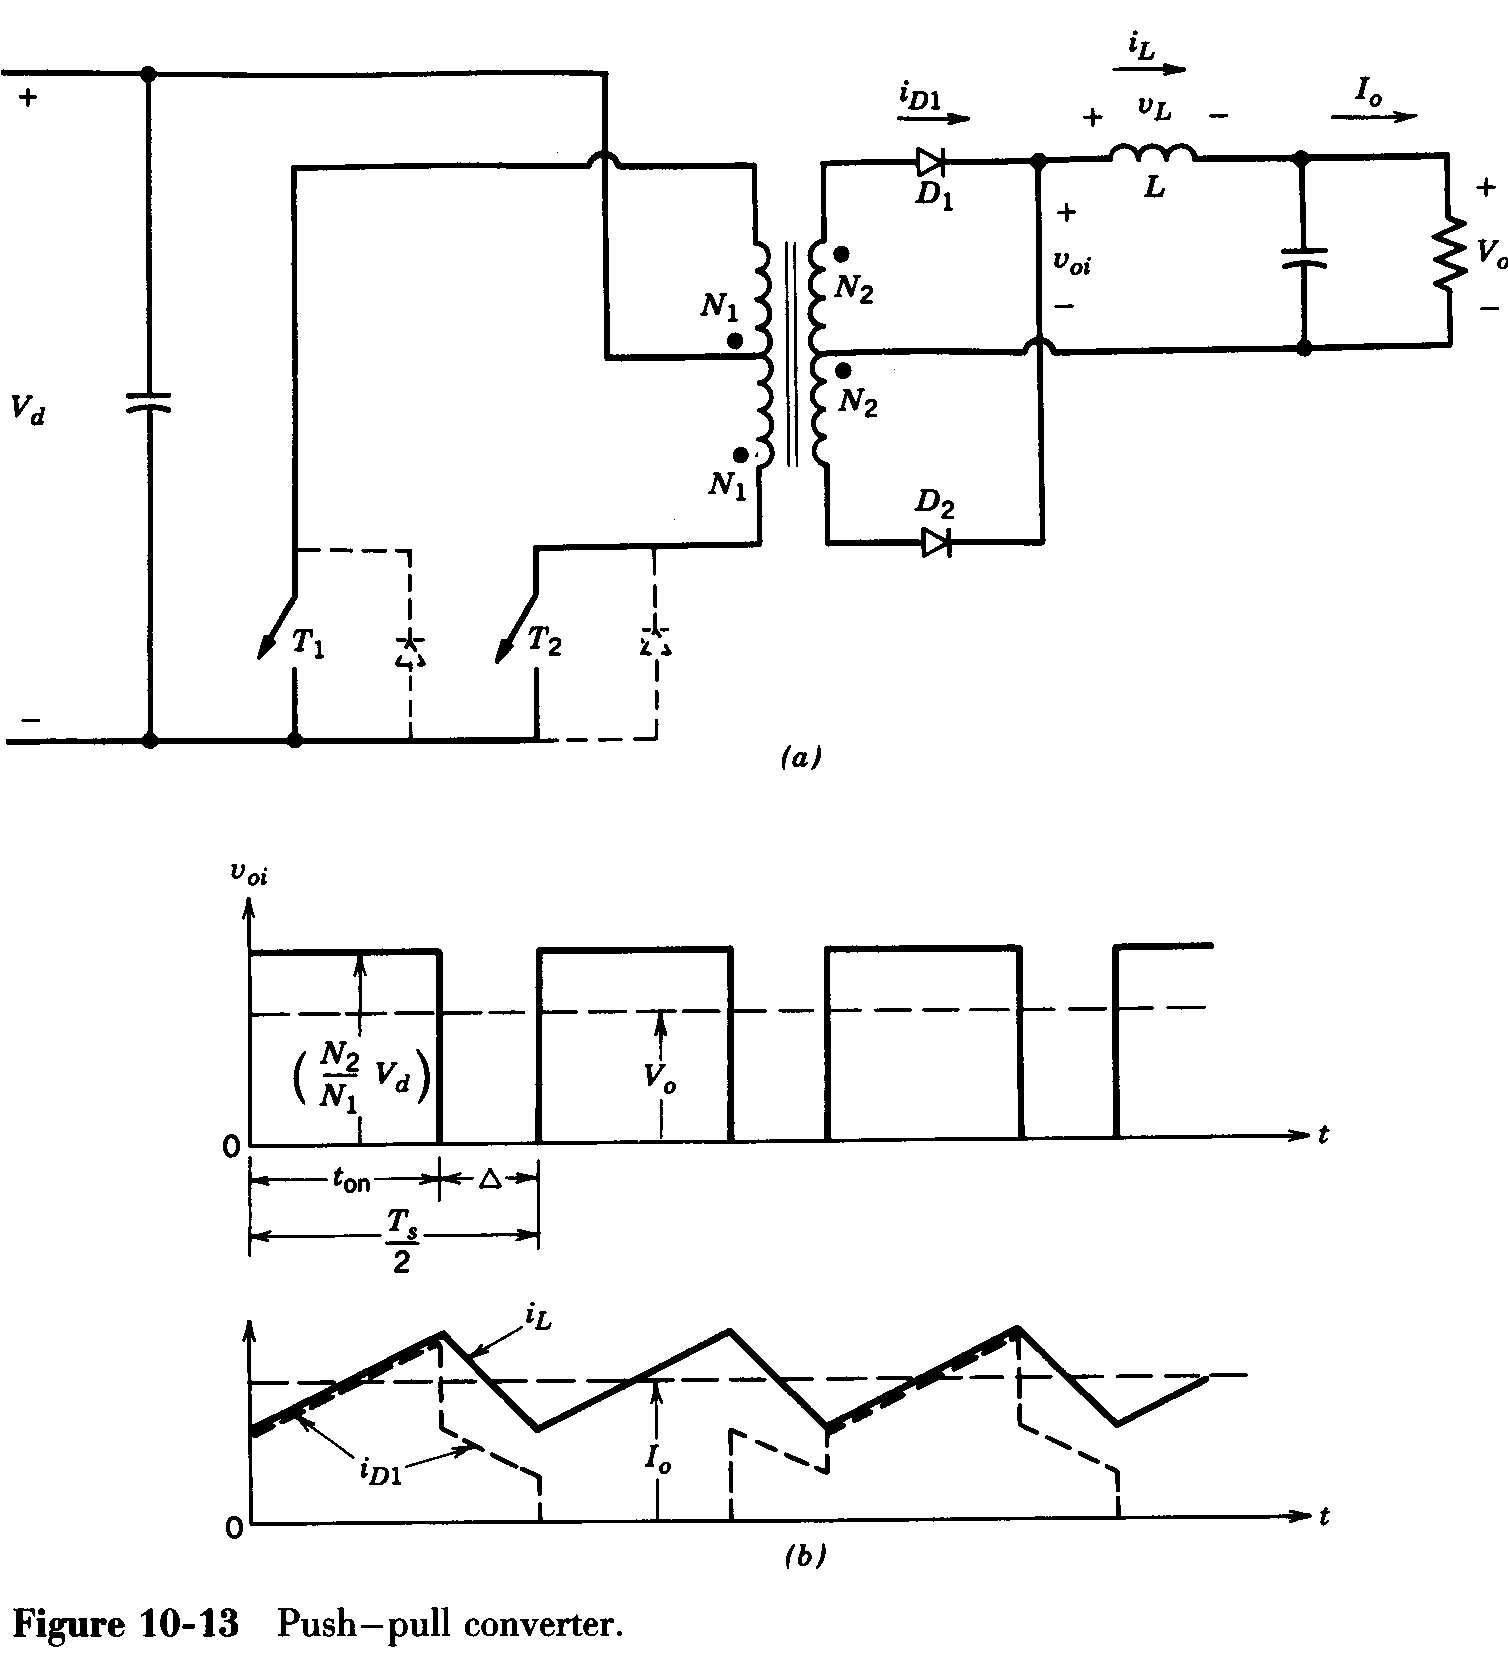 i_L
i_D1
+ v_L −
I_o
+
D_1
L
+
+
v_oi
V_o
N_2
N_1
−
−
V_d
N_2
N_1
D_2
T_1
T_2
−
(a)
v_oi
( N_2 / N_1 V_d )
V_o
0
t
t_on
Δ
T_s / 2
i_L
i_D1
I_o
0
t
(b)
Figure 10-13 Push–pull converter.